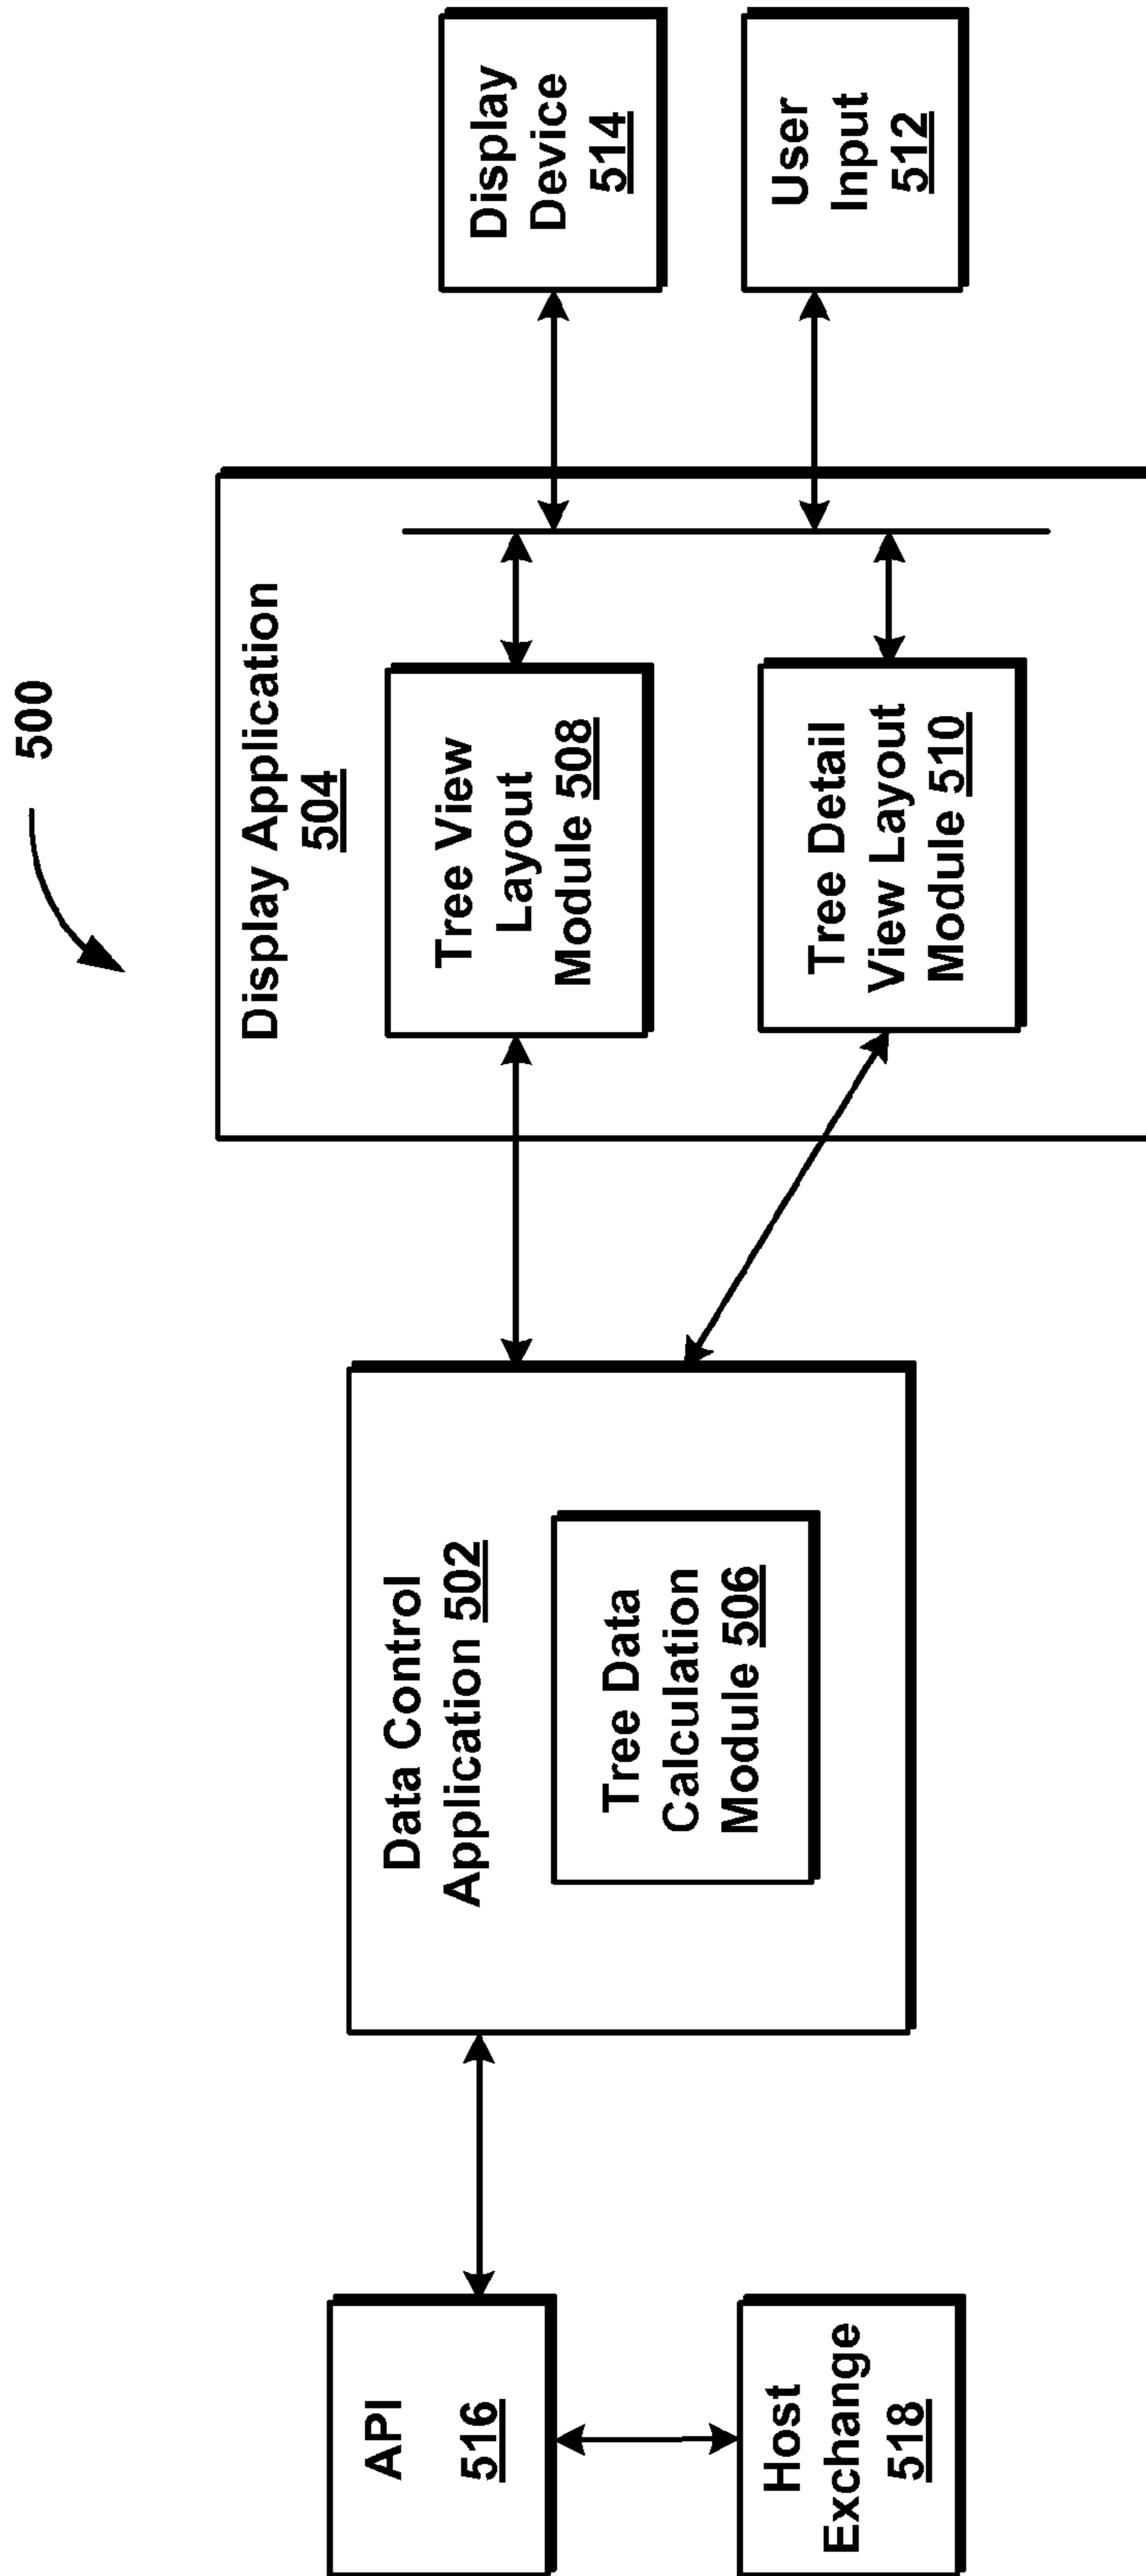 500
API
516
Host
Exchange
518
Data Control
Application 502
Tree Data
Calculation
Module 506
Display Application
504
Tree View
Layout
Module 508
Tree Detail
View Layout
Module 510
Display
Device
514
User
Input
512